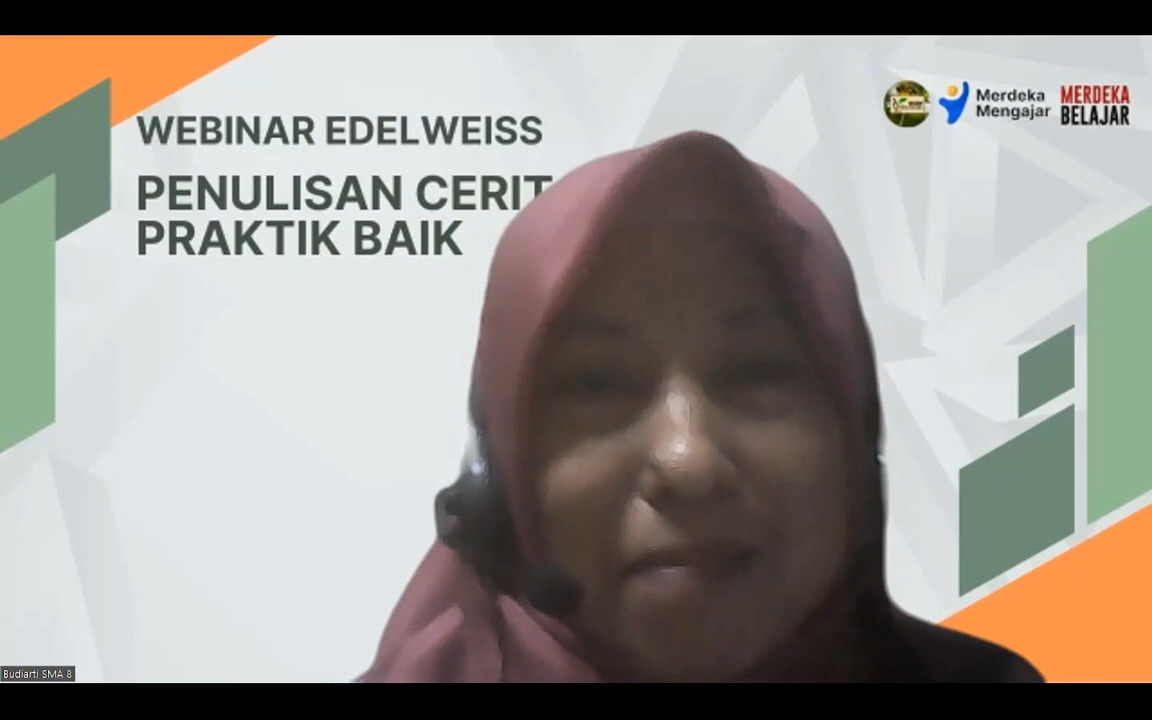 WEBINAR EDELWEISS
PENULISAN CERIT
PRAKTIK BAIK
Merdeka
Mengajar
MERDEKA
BELAJAR
Budiarti SMA 8